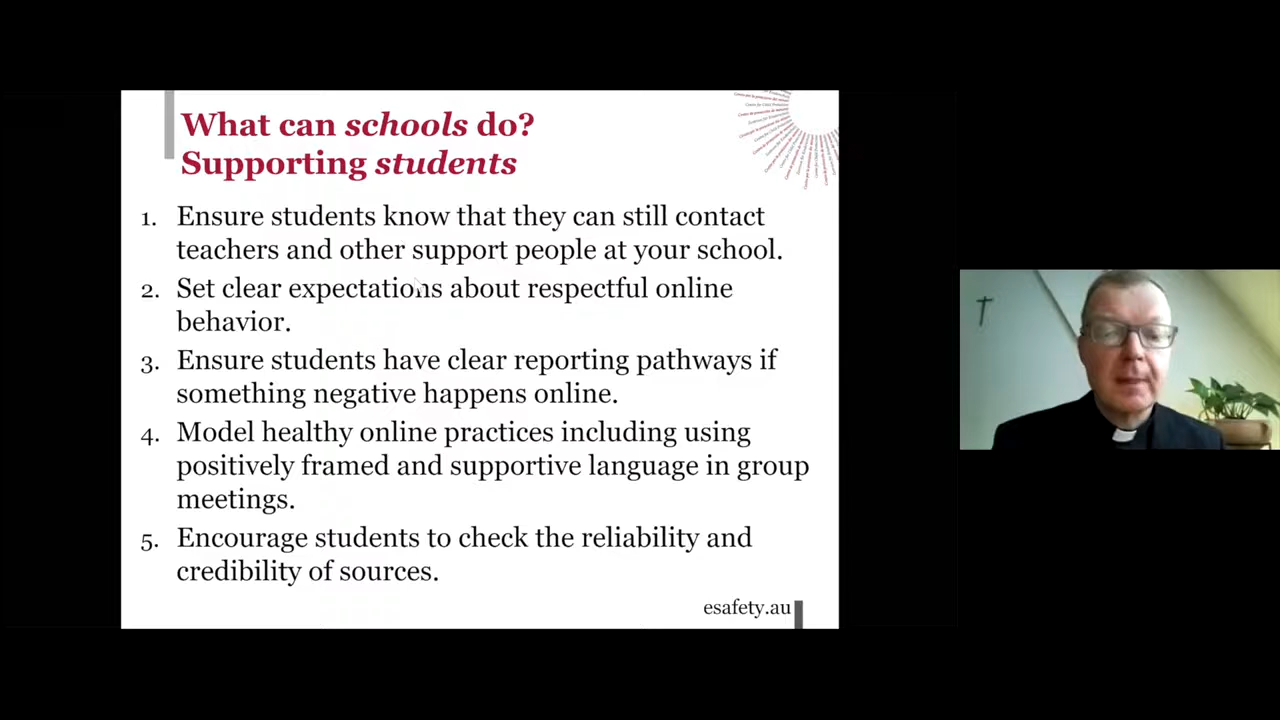 What can schools do?
Supporting students
1. Ensure students know that they can still contact
teachers and other support people at your school.
2. Set clear expectations about respectful online
behavior.
3. Ensure students have clear reporting pathways if
something negative happens online.
4. Model healthy online practices including using
positively framed and supportive language in group
meetings.
5. Encourage students to check the reliability and
credibility of sources.
esafety.au